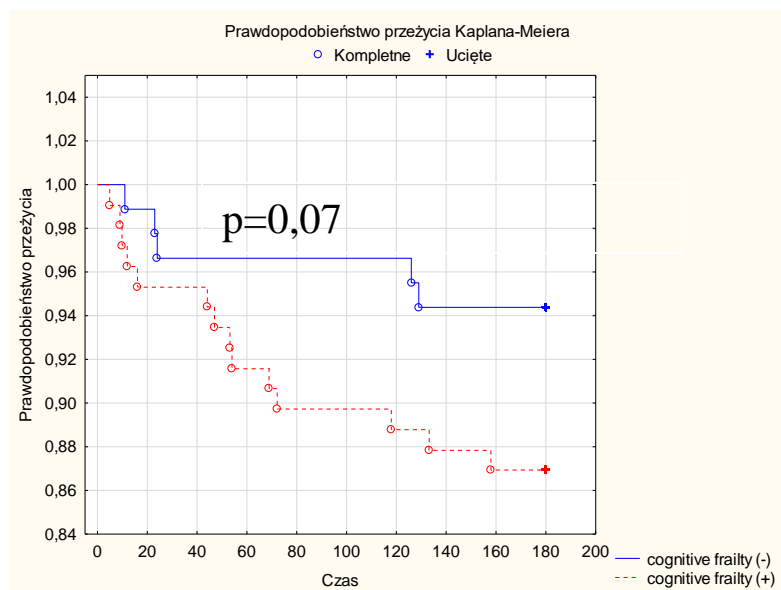 Prawdopodobieństwo przeżycia Kaplana-Meiera
Kompletne Ucięte
1,04
1,02
1,00
0,98
0,96
0,94
0,92
0,90
0,88
0,86
0,84
Prawdopodobieństwo przeżycia
p=0,07
0 20 40 60 80 100 120 140 160 180 200
Czas
cognitive frailty (-)
cognitive frailty (+)